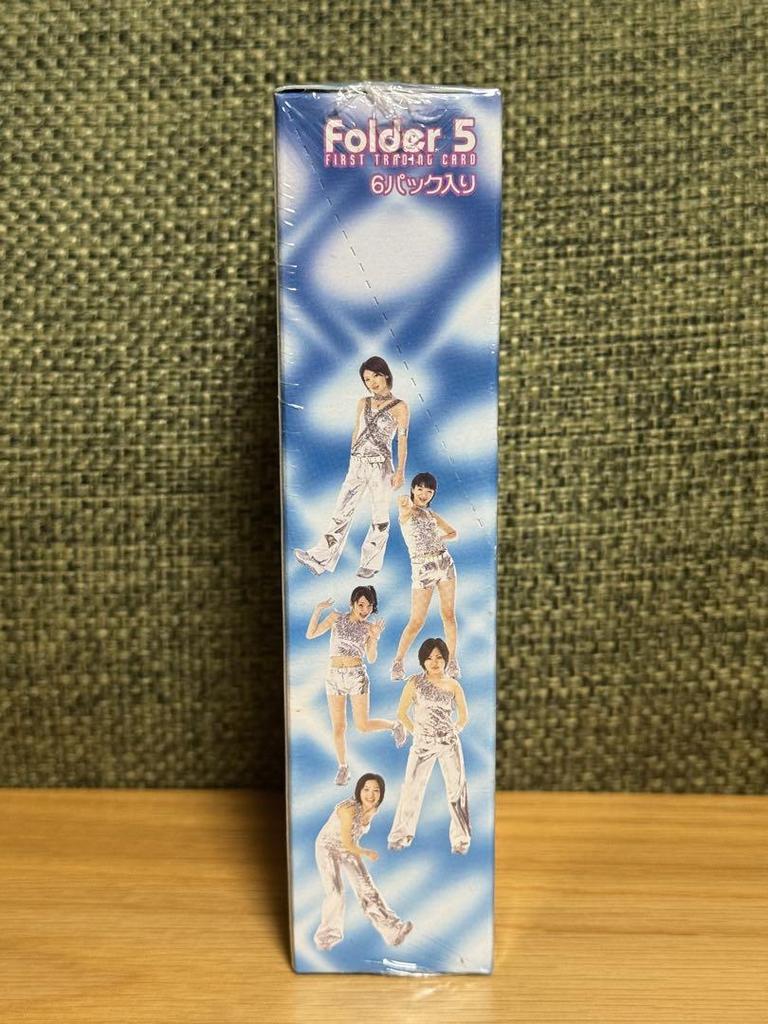 Folder 5
FIRST TRADING CARD
6パック入り